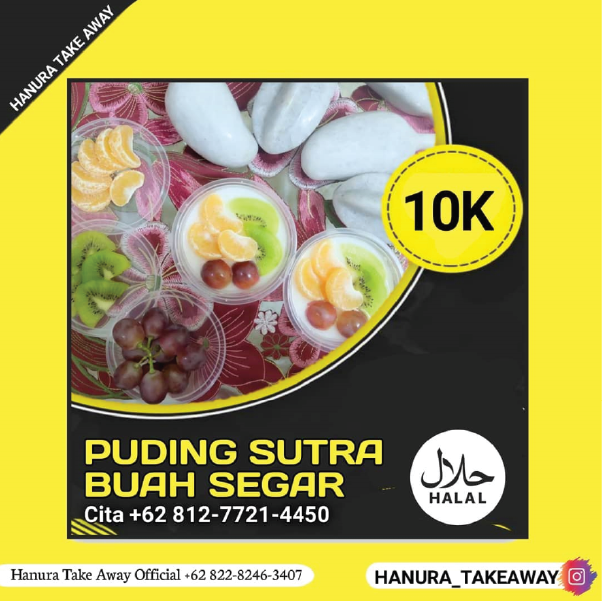 HANURA TAKE AWAY
10K
PUDING SUTRA
BUAH SEGAR
Cita +62 812-7721-4450
حلال
HALAL
Hanura Take Away Official +62 822-8246-3407
HANURA_TAKEAWAY